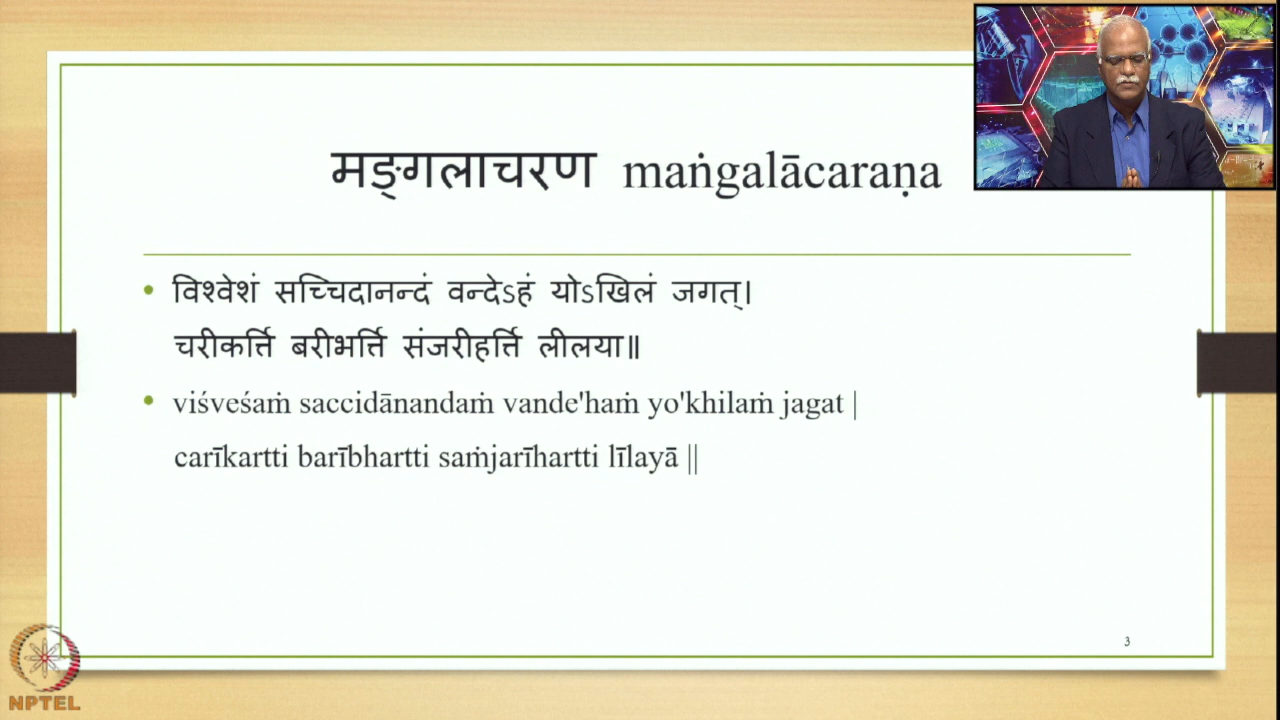 मङ्गलाचरण maṅgalācaraṇa
• विश्वेशं सच्चिदानन्दं वन्देऽहं योऽखिलं जगत्।
चरीकर्त्ति बरीभर्त्ति संजरीहर्त्ति लीलया॥
• viśveśaṁ saccidānandaṁ vande'haṁ yo'khilaṁ jagat |
carīkartti barībhartti saṁjarīhartti līlayā ||
3
NPTEL